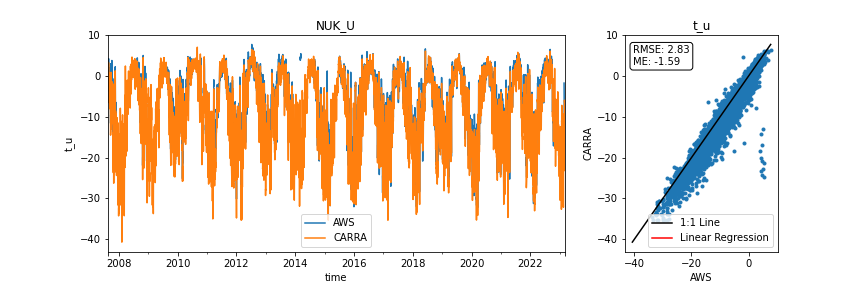 NUK_U
t_u
10
0
−10
−20
−30
−40
t_u
2008
2010
2012
2014
2016
2018
2020
2022
time
AWS
CARRA
t_u
RMSE: 2.83
ME: -1.59
10
0
−10
−20
−30
−40
CARRA
−40
−20
0
AWS
1:1 Line
Linear Regression